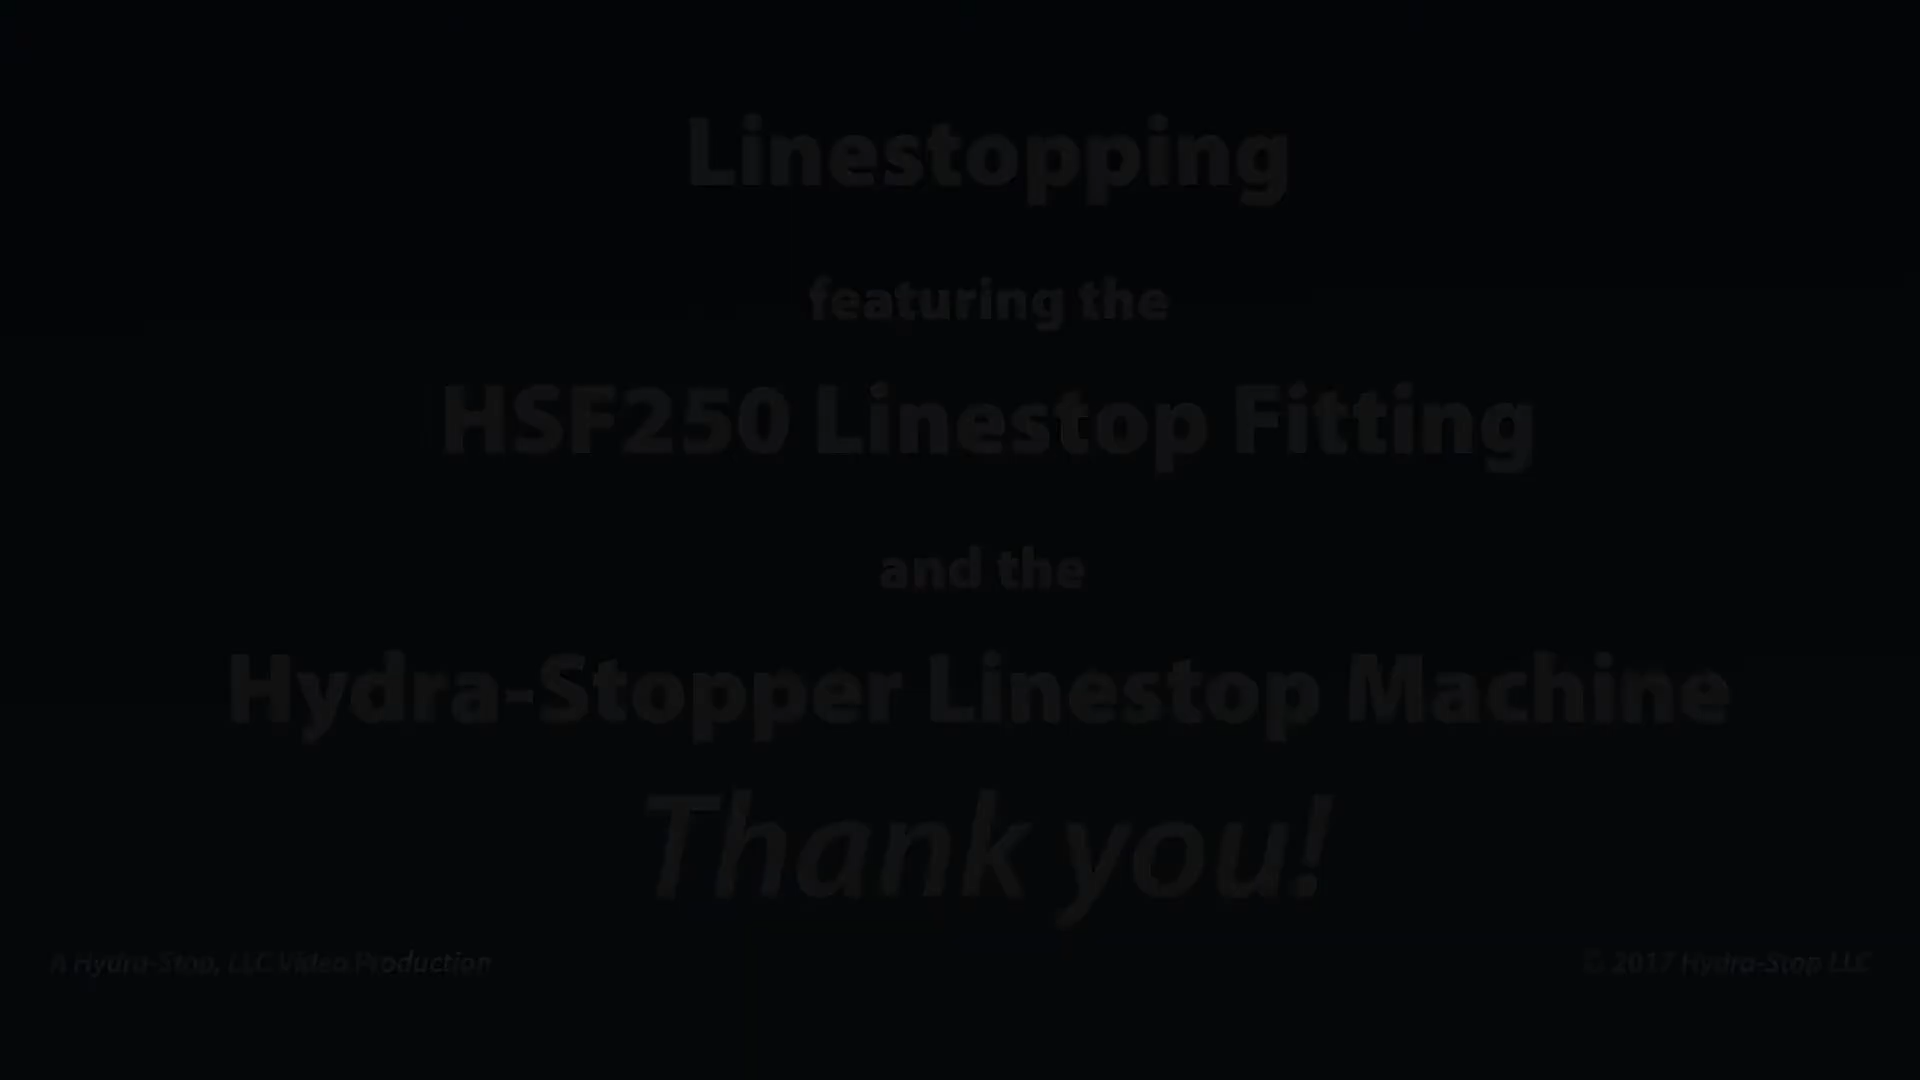 Linestopping
featuring the
HSF250 Linestop Fitting
and the
Hydra-Stopper Linestop Machine
Thank you!
A Hydra-Stop, LLC Video Production
© 2017 Hydra-Stop LLC